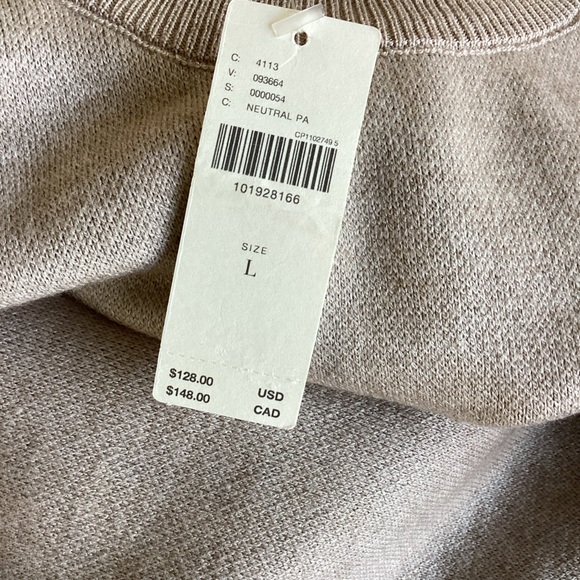 C: 4113
V: 093664
S: 0000054
C: NEUTRAL PA
CP1102749 5
101928166
SIZE
L
$128.00 USD
$148.00 CAD